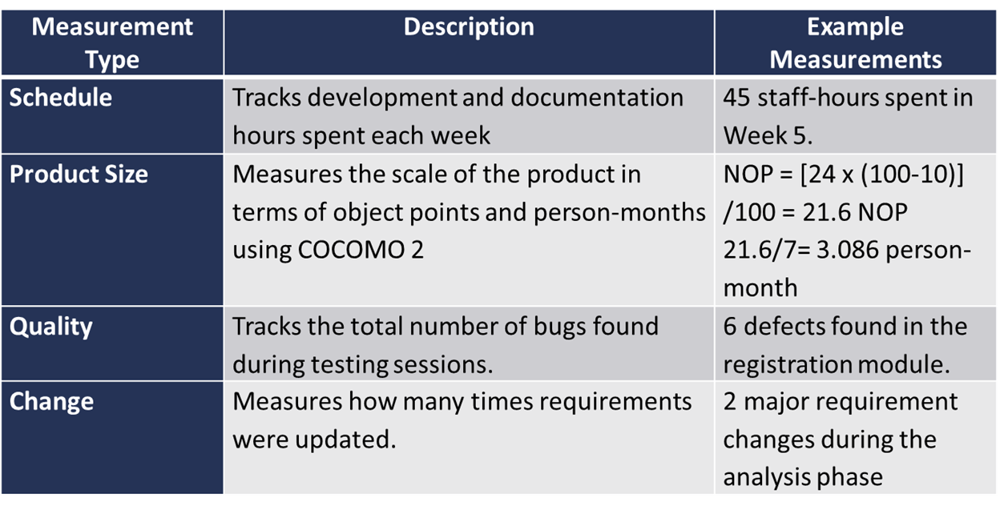 Measurement Type
Description
Example Measurements
Schedule
Tracks development and documentation
hours spent each week
45 staff-hours spent in
Week 5.
Product Size
Measures the scale of the product in
terms of object points and person-months
using COCOMO 2
NOP = [24 x (100-10)]
/100 = 21.6 NOP
21.6/7= 3.086 person-
month
Quality
Tracks the total number of bugs found
during testing sessions.
6 defects found in the
registration module.
Change
Measures how many times requirements
were updated.
2 major requirement
changes during the
analysis phase